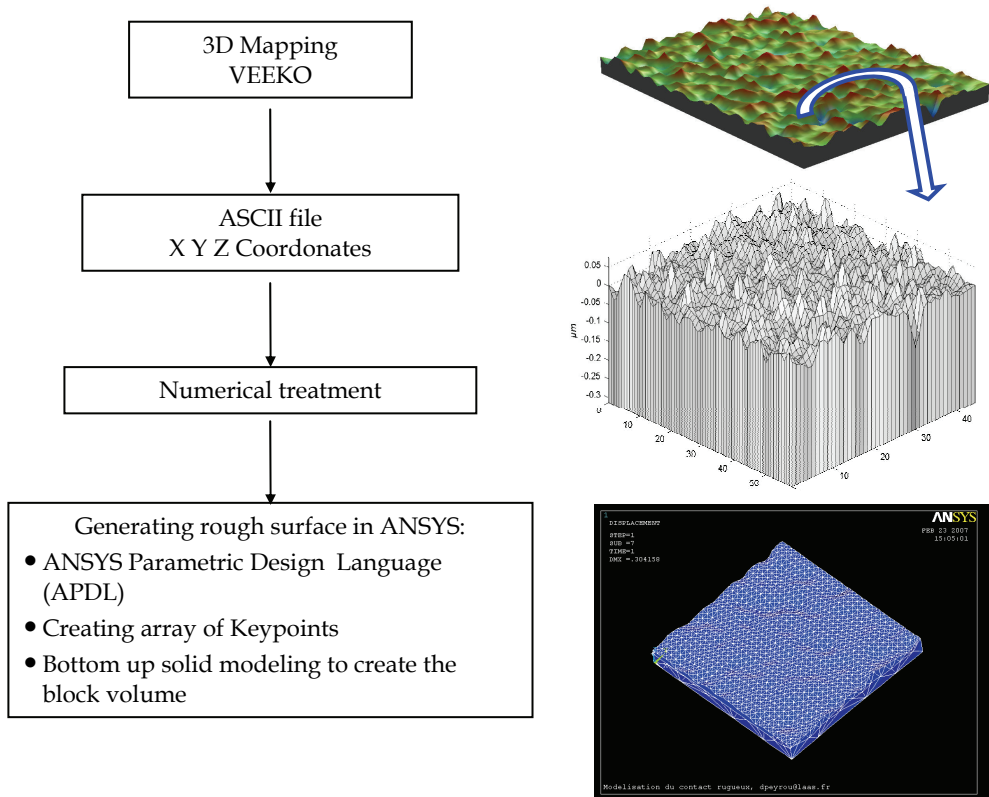 3D Mapping
VEEKO
ASCII file
X Y Z Coordonates
Numerical treatment
Generating rough surface in ANSYS:
• ANSYS Parametric Design Language
(APDL)
• Creating array of Keypoints
• Bottom up solid modeling to create the
block volume
0.05
0
-0.05
-0.1
-0.15
-0.2
-0.25
-0.3
μm
0
10
20
30
40
50
10
20
30
40
1
DISPLACEMENT
STEP=1
SUB =7
TIME=1
DMX =.304158
ANSYS
FEB 23 2007
15:05:01
Modelisation du contact rugueux, dpeyrou@laas.fr